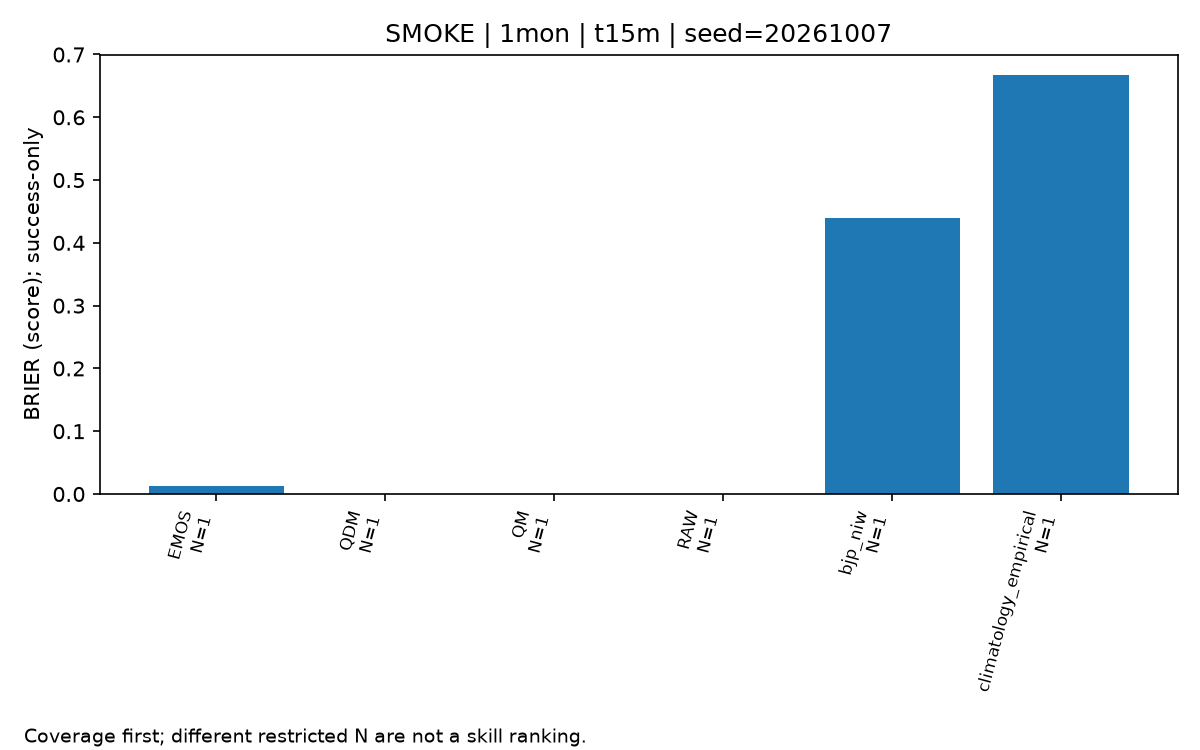 SMOKE | 1mon | t15m | seed=20261007
BRIER (score); success-only
0.7
0.6
0.5
0.4
0.3
0.2
0.1
0.0
EMOS
N=1
QDM
N=1
QM
N=1
RAW
N=1
bjp_niw
N=1
climatology_empirical
N=1
Coverage first; different restricted N are not a skill ranking.